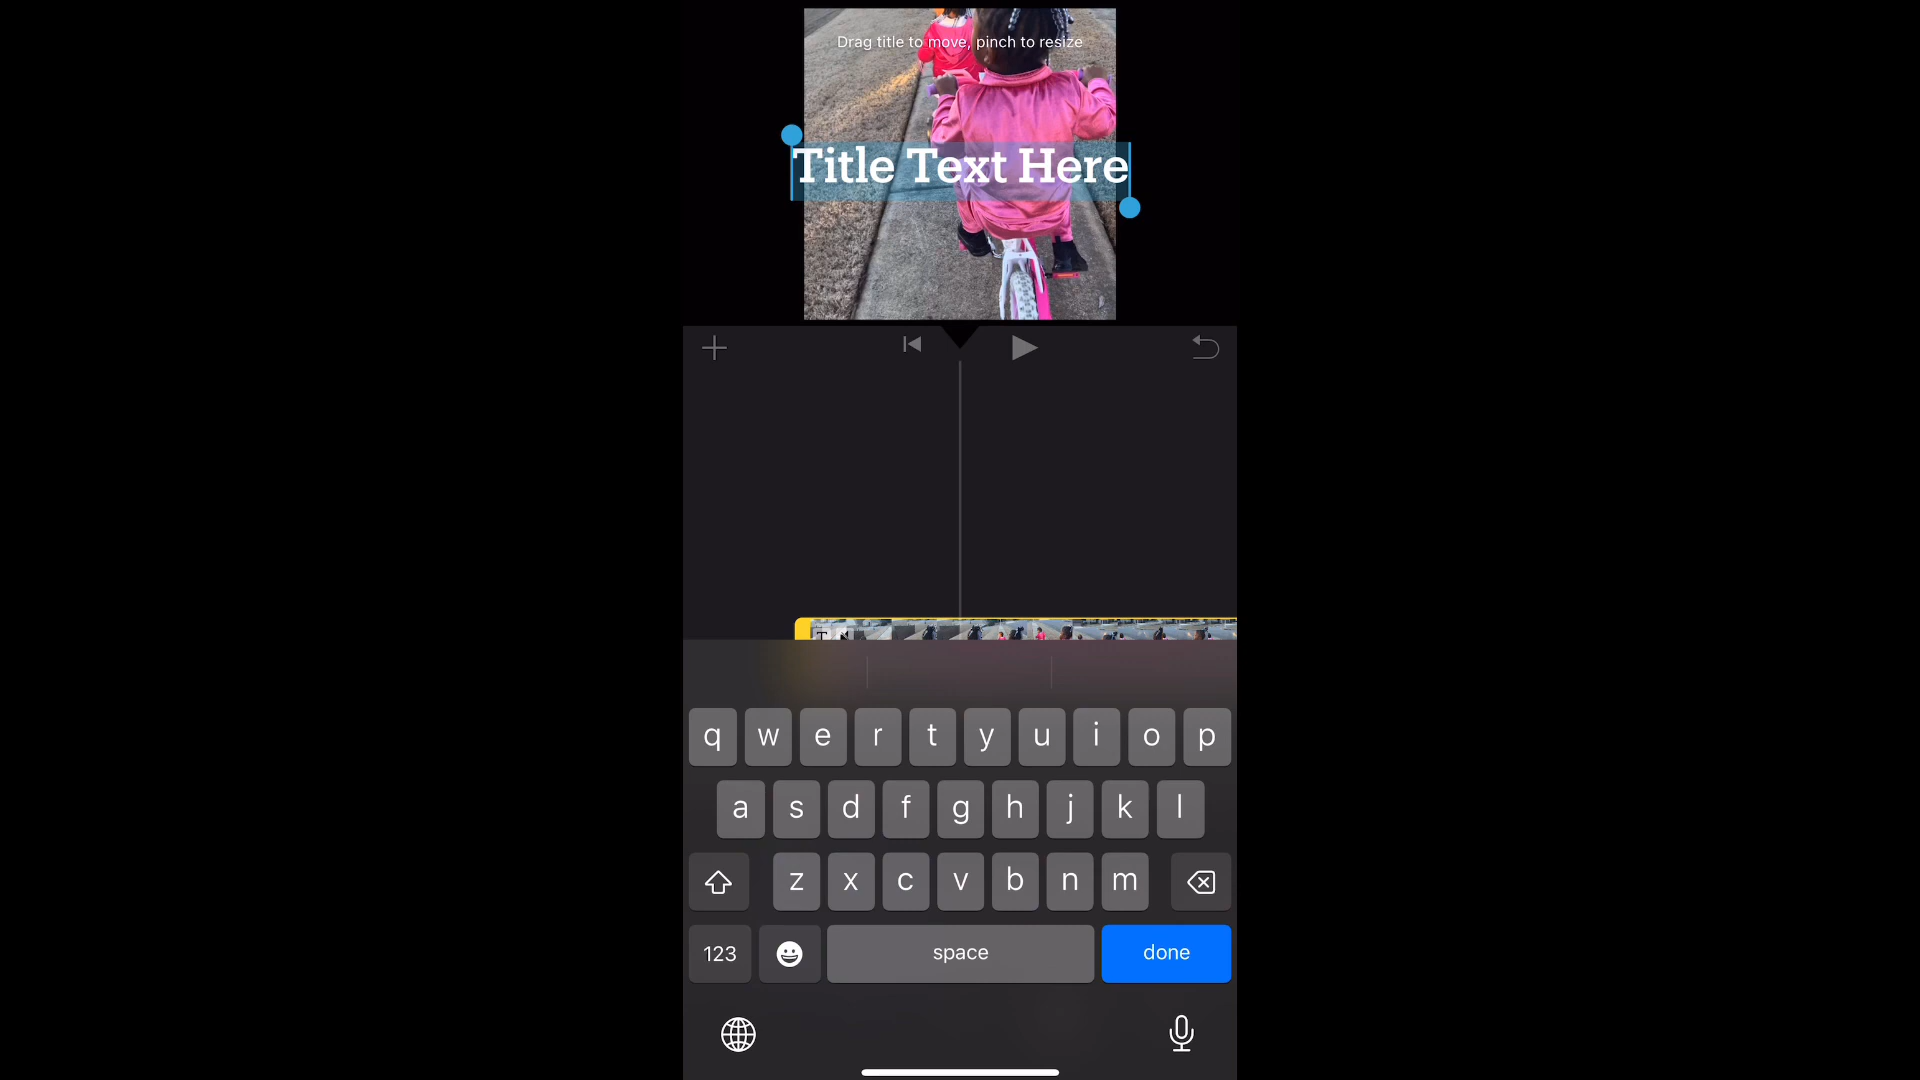 Drag title to move, pinch to resize
Title Text Here
T
q w e r t y u i o p
a s d f g h j k l
z x c v b n m
123 space done